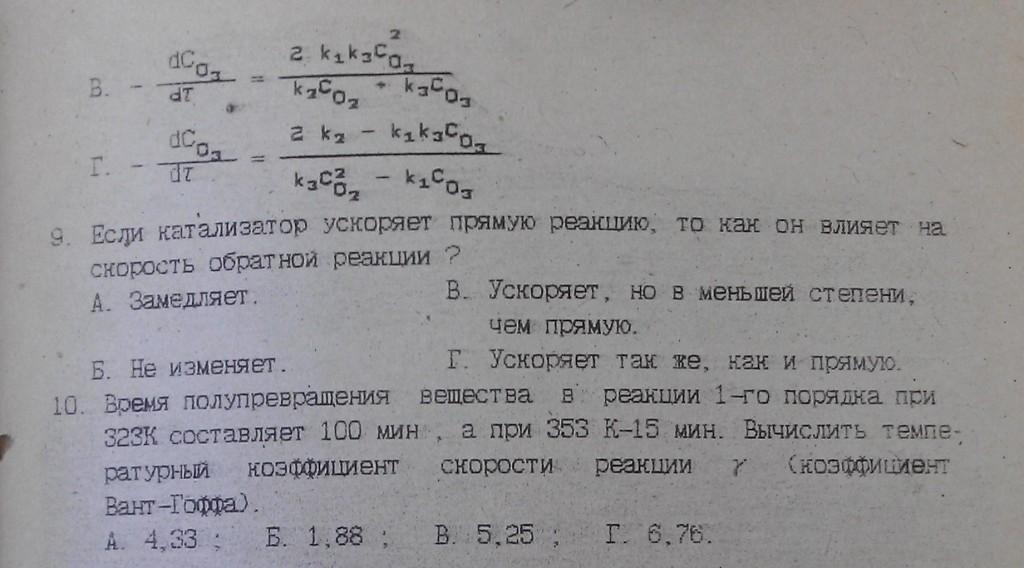 В. - dC_O₃/dτ = 2 k₁k₃C²_O₃ / k₂C_O₂ + k₃C_O₃
Г. - dC_O₃/dτ = 2 k₂ - k₁k₃C_O₃ / k₃C²_O₂ - k₁C_O₃
9. Если катализатор ускоряет прямую реакцию, то как он влияет на
скорость обратной реакции ?
А. Замедляет. В. Ускоряет, но в меньшей степени,
чем прямую.
Б. Не изменяет. Г. Ускоряет так же, как и прямую.
10. Время полупревращения вещества в реакции 1-го порядка при
323К составляет 100 мин , а при 353 К-15 мин. Вычислить темпе-
ратурный коэффициент скорости реакции γ (коэффициент
Вант-Гоффа).
А. 4,33 ; Б. 1,88 ; В. 5,25 ; Г. 6,76.